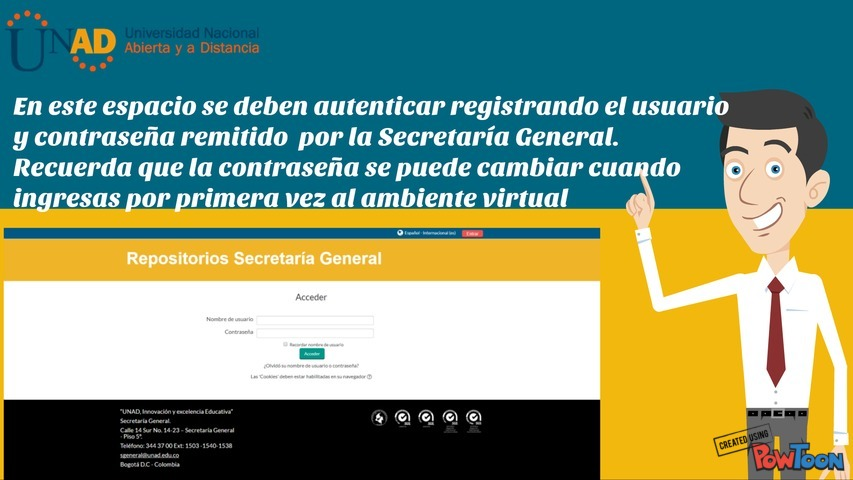 UNAD
Universidad Nacional
Abierta y a Distancia
En este espacio se deben autenticar registrando el usuario
y contraseña remitido por la Secretaría General.
Recuerda que la contraseña se puede cambiar cuando
ingresas por primera vez al ambiente virtual
Español - Internacional (es)
Entrar
Repositorios Secretaría General
Acceder
Nombre de usuario
Contraseña
Recordar nombre de usuario
Acceder
¿Olvidó su nombre de usuario o contraseña?
Las 'Cookies' deben estar habilitadas en su navegador
"UNAD, Innovación y excelencia Educativa"
Secretaría General.
Calle 14 Sur No. 14-23 – Secretaría General
- Piso 5º.
Teléfono: 344 37 00 Ext: 1503 -1540-1538
sgeneral@unad.edu.co
Bogotá D.C - Colombia
CREATED USING
POWTOON